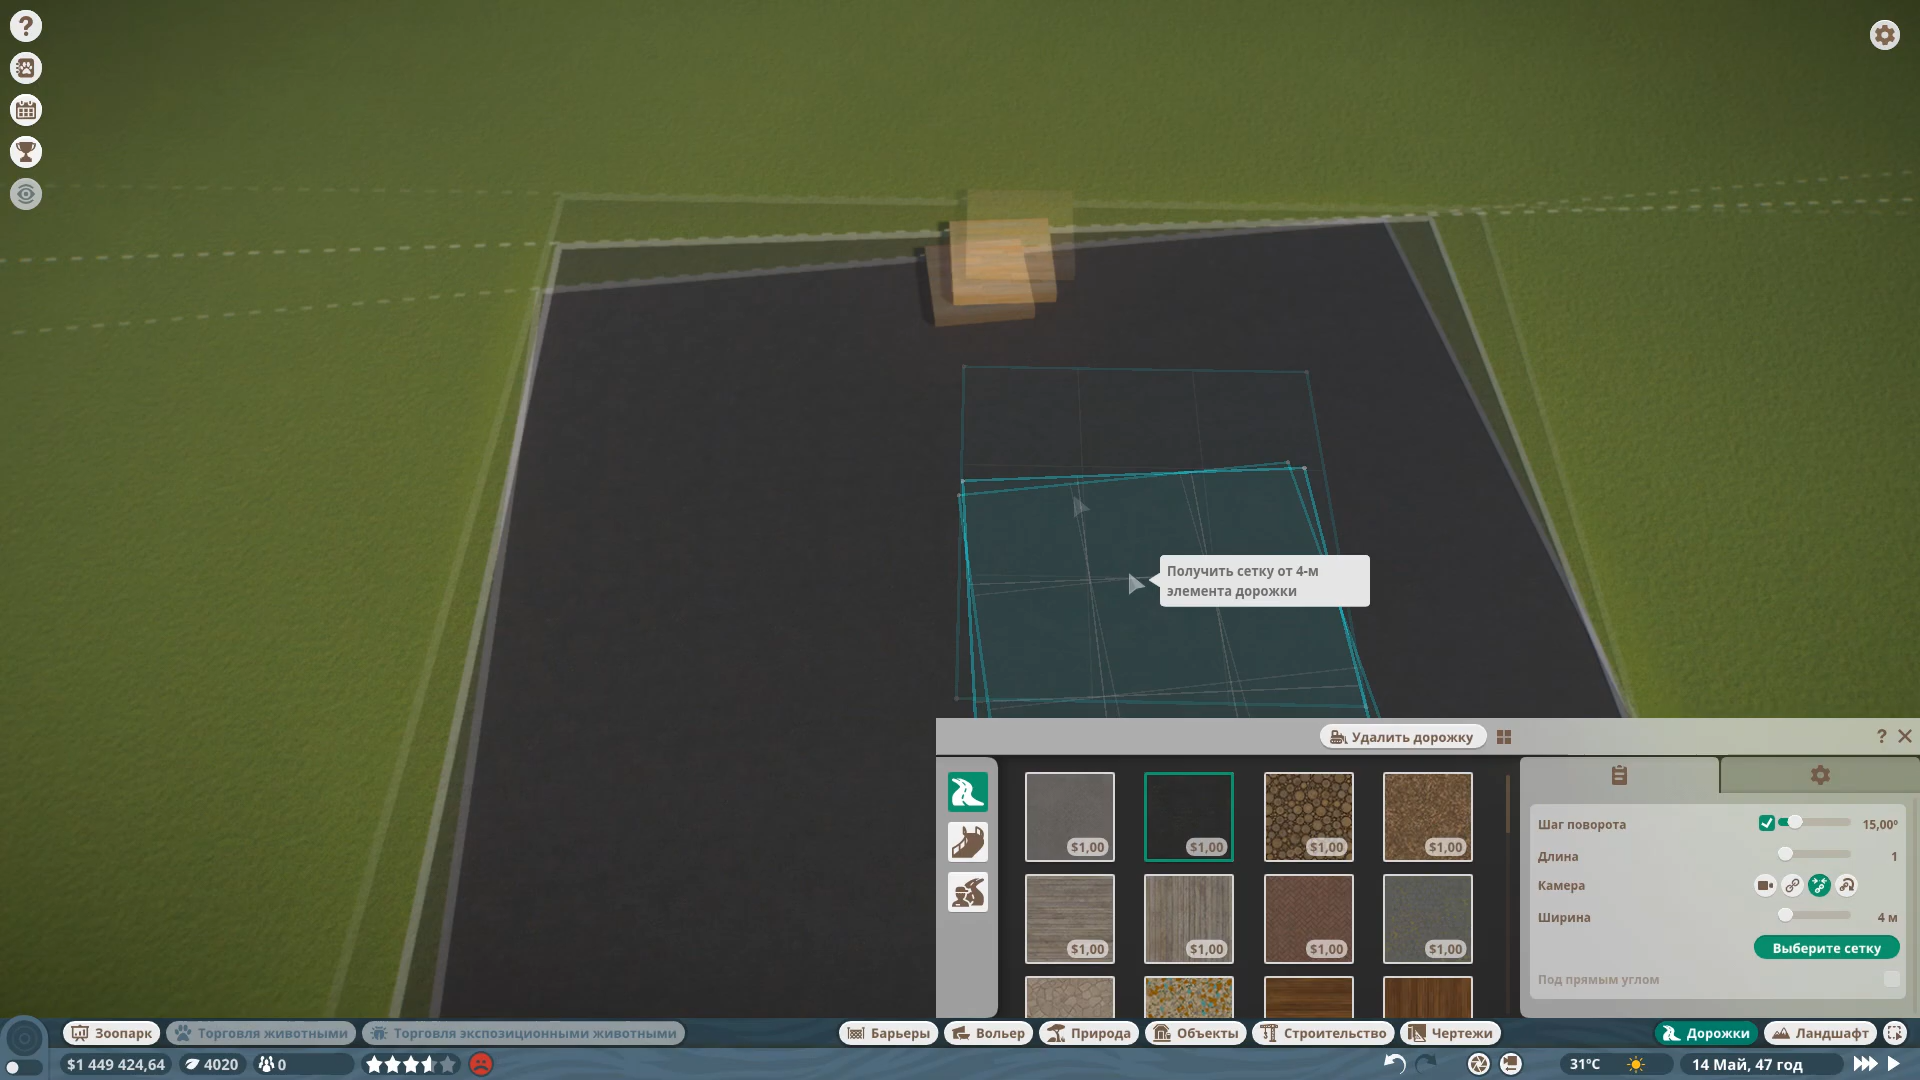 Получить сетку от 4-м
элемента дорожки
Удалить дорожку
?
$1,00
$1,00
$1,00
$1,00
$1,00
$1,00
$1,00
$1,00
Шаг поворота
15,00°
Длина
1
Камера
Ширина
4 м
Выберите сетку
Под прямым углом
Зоопарк
Торговля животными
Торговля экспозиционными животными
Барьеры
Вольер
Природа
Объекты
Строительство
Чертежи
Дорожки
Ландшафт
$1 449 424,64
4020
0
31°C
14 Май, 47 год